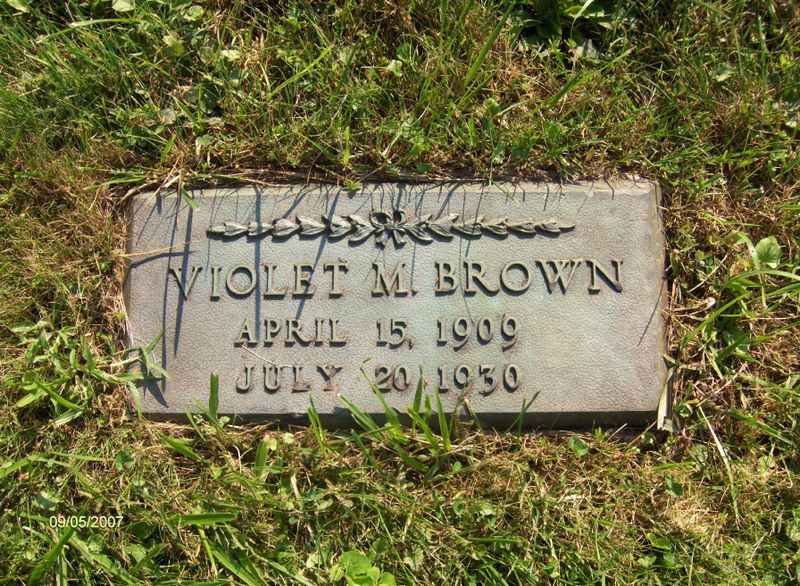 VIOLET M. BROWN
APRIL 15, 1909
JULY 20 1930
09/05/2007